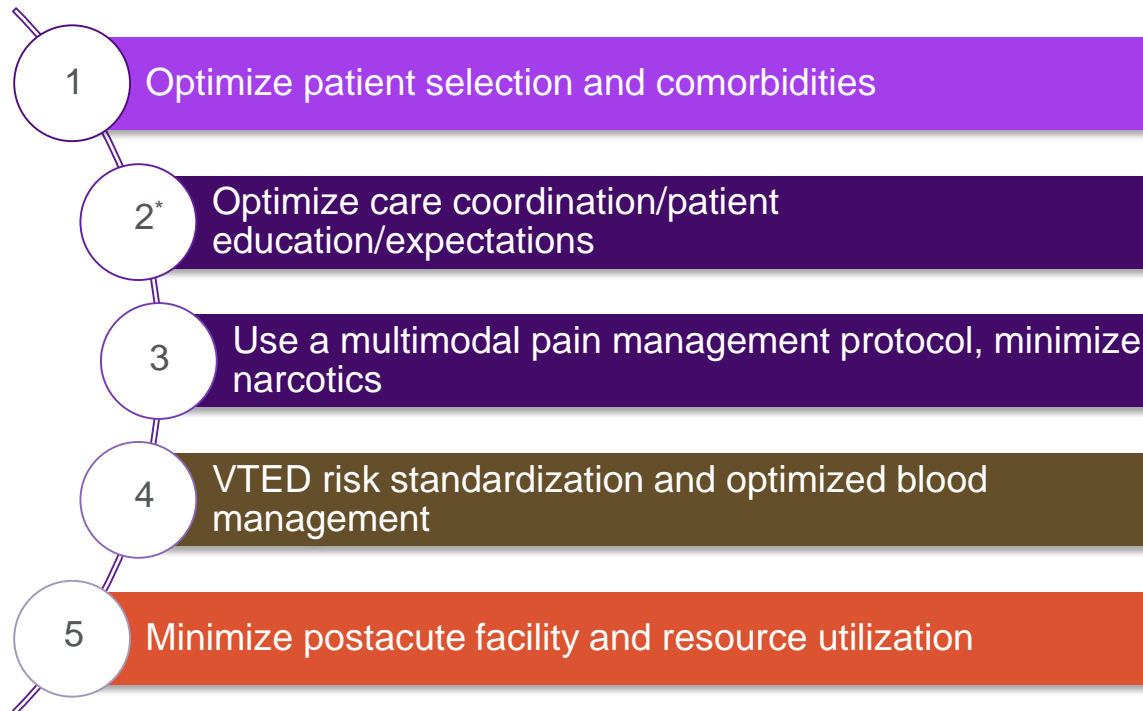 1
Optimize patient selection and comorbidities
2*
Optimize care coordination/patient
education/expectations
3
Use a multimodal pain management protocol, minimize
narcotics
4
VTED risk standardization and optimized blood
management
5
Minimize postacute facility and resource utilization